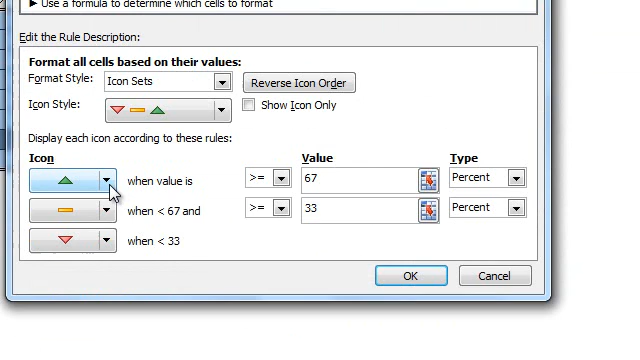 ► Use a formula to determine which cells to format
Edit the Rule Description:
Format all cells based on their values:
Format Style: Icon Sets Reverse Icon Order
Icon Style: Show Icon Only
Display each icon according to these rules:
Icon Value Type
when value is >= 67 Percent
when < 67 and >= 33 Percent
when < 33
OK Cancel